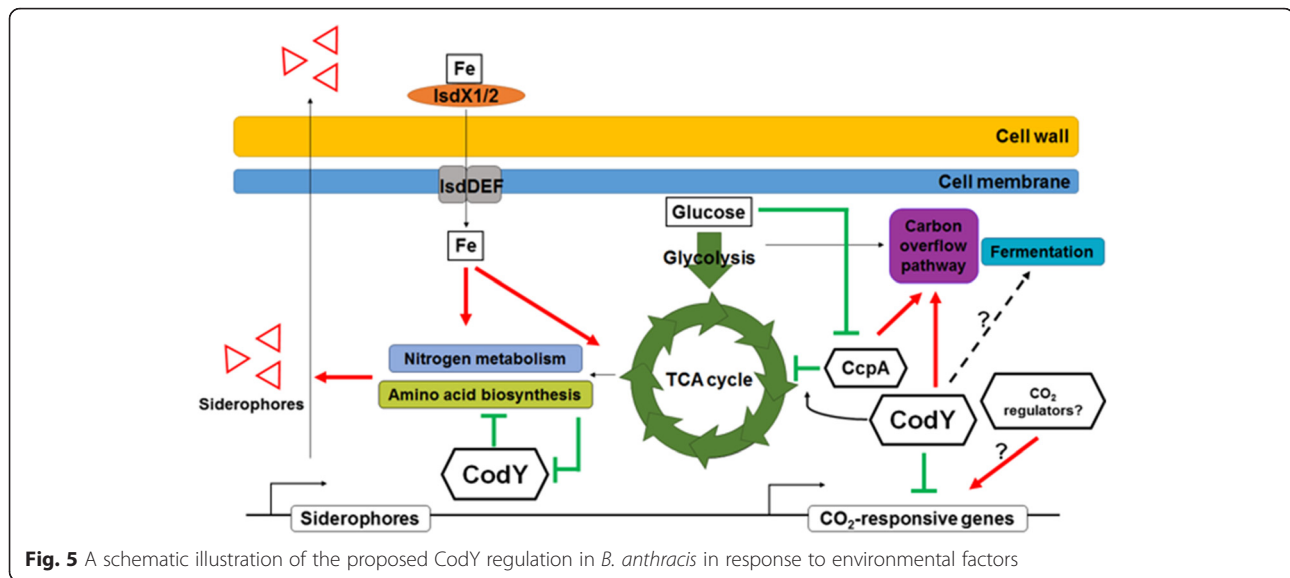 Fe
IsdX1/2
Cell wall
Cell membrane
IsdDEF
Fe
Glucose
Glycolysis
Carbon
overflow
pathway
Fermentation
?
Nitrogen metabolism
Amino acid biosynthesis
TCA cycle
CcpA
Siderophores
CodY
CodY
CO₂
regulators?
?
Siderophores
CO₂-responsive genes
Fig. 5 A schematic illustration of the proposed CodY regulation in B. anthracis in response to environmental factors